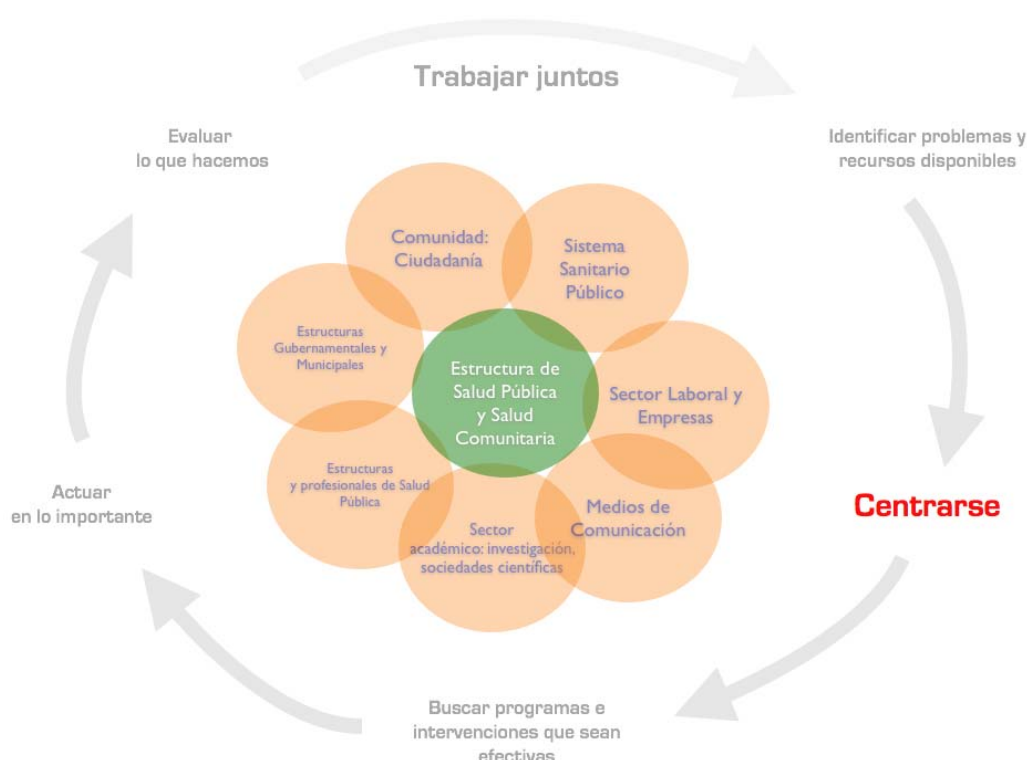 Trabajar juntos
Evaluar
lo que hacemos
Identificar problemas y
recursos disponibles
Comunidad:
Ciudadanía
Sistema
Sanitario
Público
Estructuras
Gubernamentales y
Municipales
Estructura de
Salud Pública
y Salud
Comunitaria
Sector Laboral y
Empresas
Estructuras
y profesionales de Salud
Pública
Sector
académico: investigación,
sociedades científicas
Medios de
Comunicación
Actuar
en lo importante
Centrarse
Buscar programas e
intervenciones que sean
efectivas